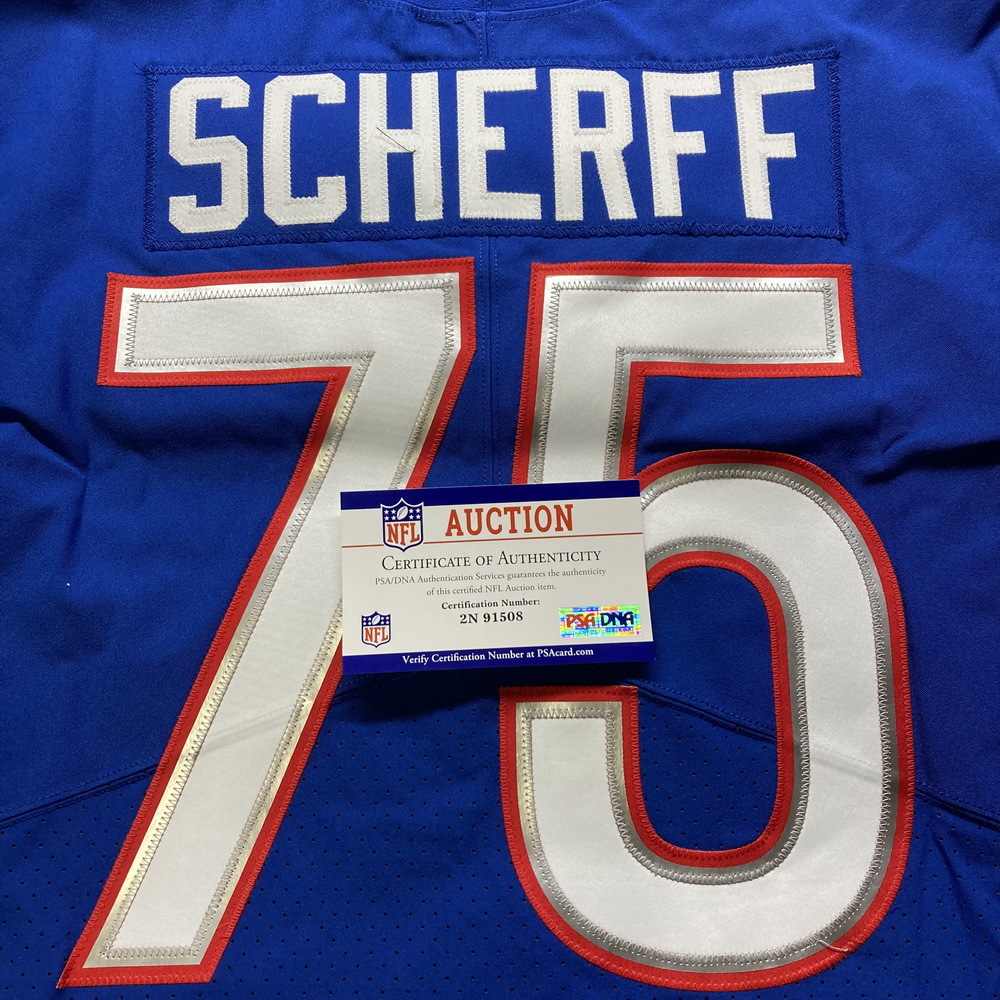 SCHERFF
75
NFL AUCTION
CERTIFICATE OF AUTHENTICITY
PSA/DNA Authentication Services guarantees the authenticity
of this certified NFL Auction item.
Certification Number:
2N 91508
NFL
PSA DNA
Verify Certification Number at PSAcard.com